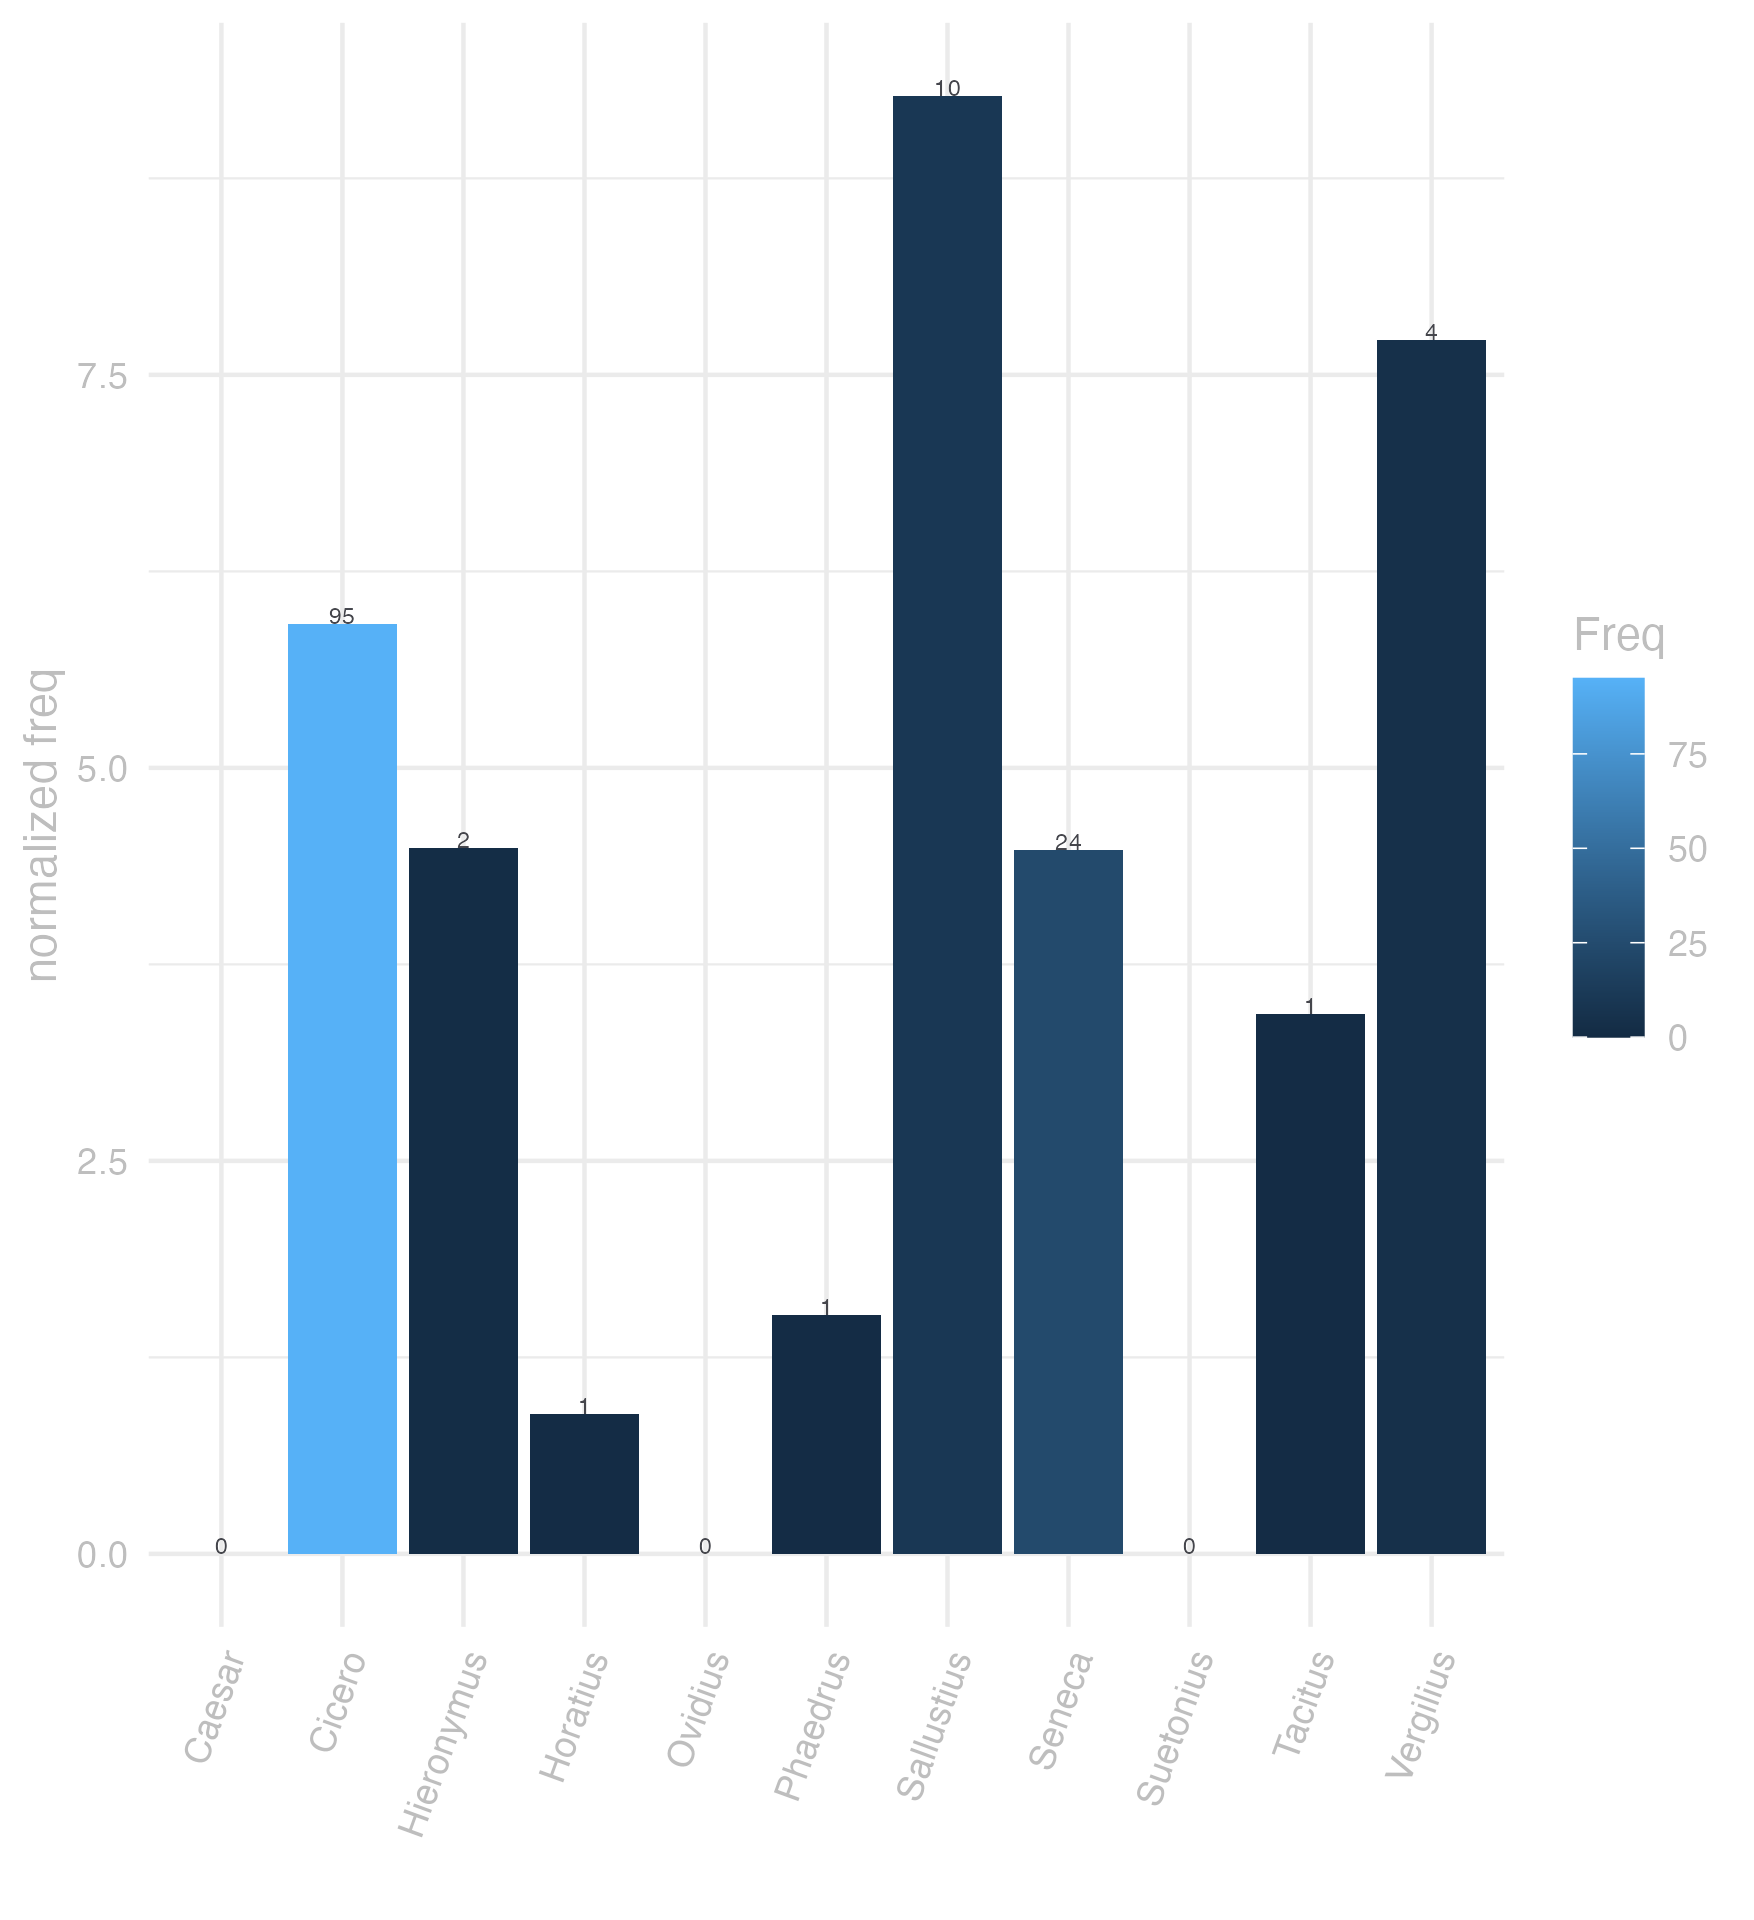 10
4
7.5
95
Freq
normalized freq
75
5.0
2
24
50
25
1
0
2.5
1
1
0.0
0
0
0
Caesar
Cicero
Hieronymus
Horatius
Ovidius
Phaedrus
Sallustius
Seneca
Suetonius
Tacitus
Vergilius